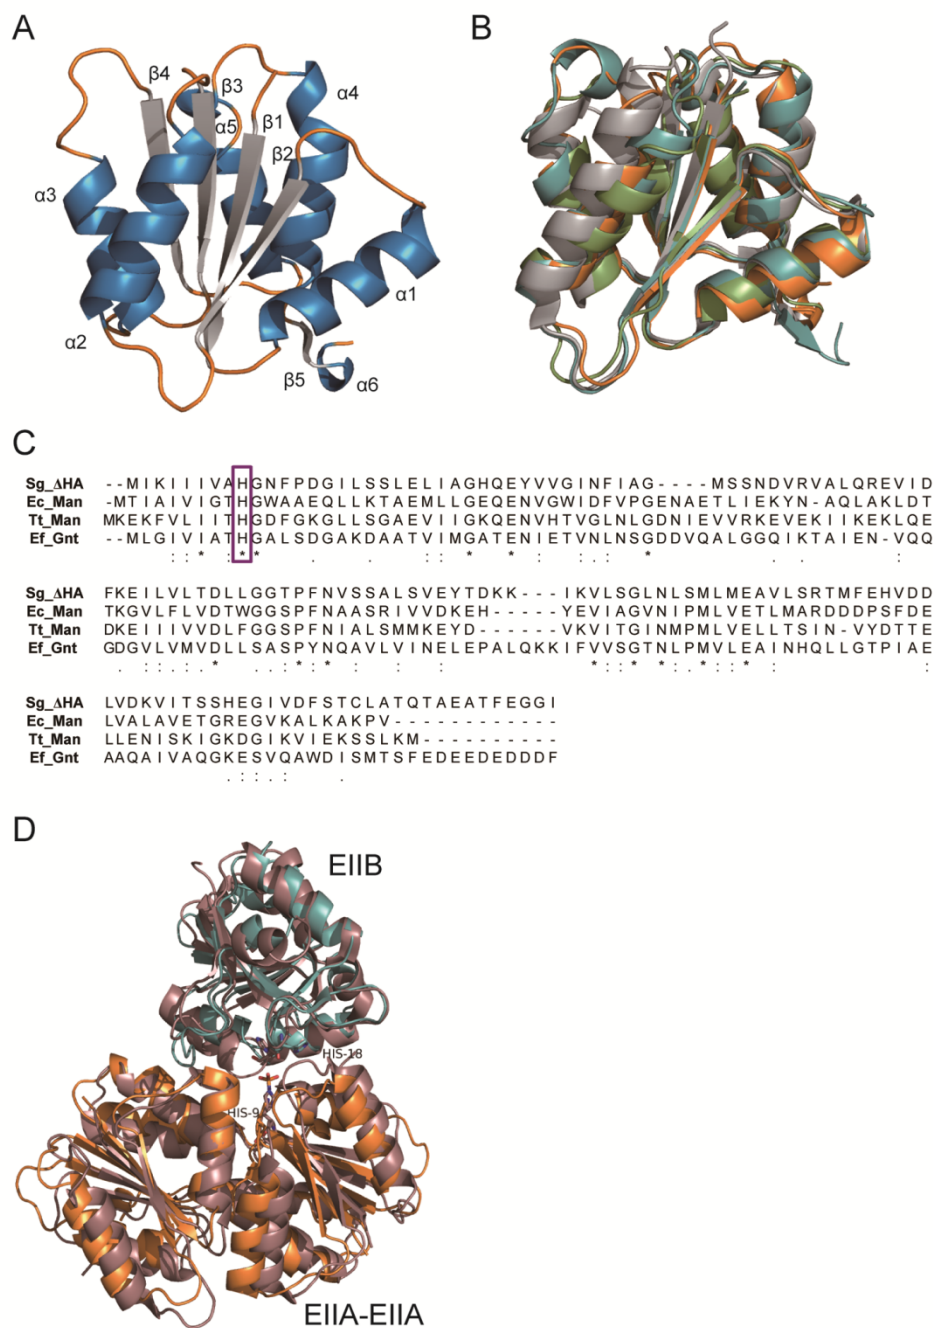 A
B
β4
β3
α4
α5
β1
β2
α3
α1
α2
β5
α6
C
Sg_ΔHA --MIKIIIVAHGNFPDGILSSLELIAGHQEYVVGINFIAG----MSSNDVRVALQREVID
Ec_Man --MTIAIVIGTHGWAAEQLLKTAEMLLGEQENVGWIDFVPGENAETLIEKYN-AQLAKLDT
Tt_Man MKEKFVLIITHGDFGKGLLSGAEVIIGKQENVHTVGLNLGDNIEVVRKEVEKIIKEKLQE
Ef_Gnt --MLGIVIATHGALSDGAKDAATVIMGATENIETVNLNSGDDVQALGGQIKTAIEN-VQQ
: : * : * * . . : : * * : * . . :
Sg_ΔHA FKEILVLTDLLGGTPFNVSSALSVEYTDKK---IKVLSGLNLSMLMEAVLSRTMFEHVDD
Ec_Man TKGVLFLVDTWGGSPFNAASRIVVDKEH-----YEVIAGVNIPMLVETLMARDDDPSFDE
Tt_Man DKEIIIVVDLFGGSPFNIALSMMKEYD------VKVITGINMPMLVELLTSIN-VYDTTE
Ef_Gnt GDGVLVMVDLLSASPYNQAVLVINELEPALQKKIFVVSGTNLPMVLEAINHQLLGTPIAE
. : : . : * . . : * * : : : * : * * : * : * : :
Sg_ΔHA LVDKVITSSHEGIVDFSTCLATQTAEATFEGGI
Ec_Man LVALAVETGREGVKALKAKPV-----------
Tt_Man LLENISKIGKDGIKVIEKSSLKM----------
Ef_Gnt AAQAIVAQGKESVQAWDISMTSFEDEEDEDDDF
. : : . : .
D
EIIB
HIS-18
HIS-9
EIIA-EIIA